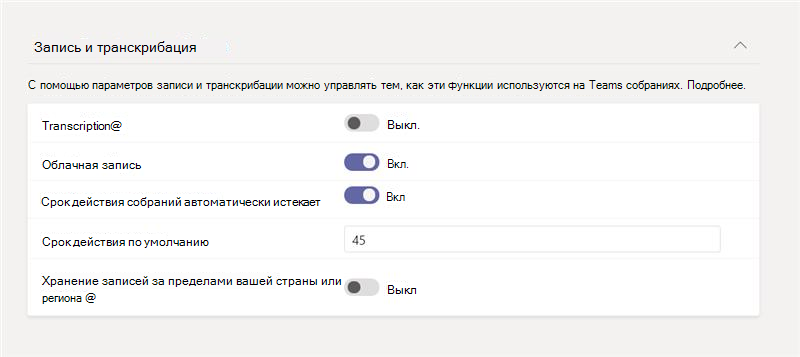 Запись и транскрибация
С помощью параметров записи и транскрибации можно управлять тем, как эти функции используются на Teams собраниях. Подробнее.
Transcription@ Выкл.
Облачная запись Вкл.
Срок действия собраний автоматически истекает Вкл
Срок действия по умолчанию 45
Хранение записей за пределами вашей страны или
региона @ Выкл